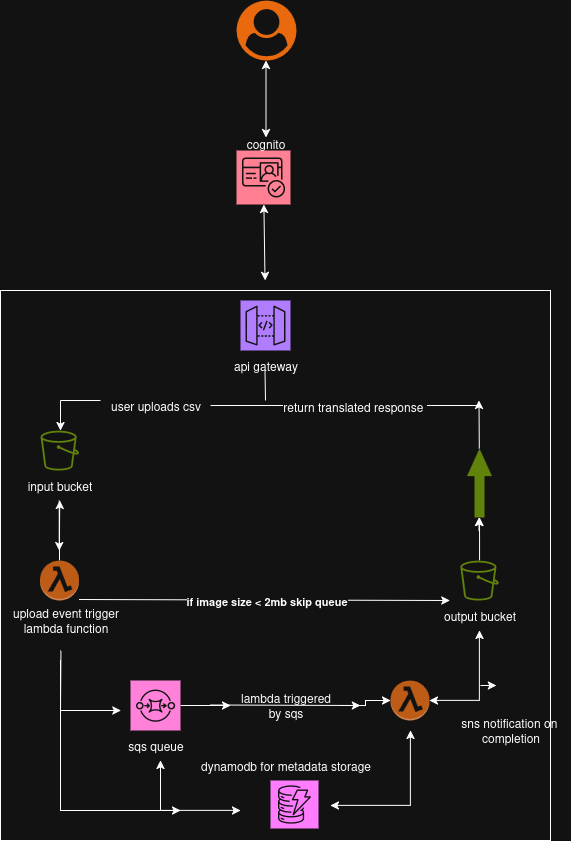 cognito
api gateway
user uploads csv
return translated response
input bucket
upload event trigger
lambda function
if image size < 2mb skip queue
output bucket
lambda triggered
by sqs
sns notification on
completion
sqs queue
dynamodb for metadata storage